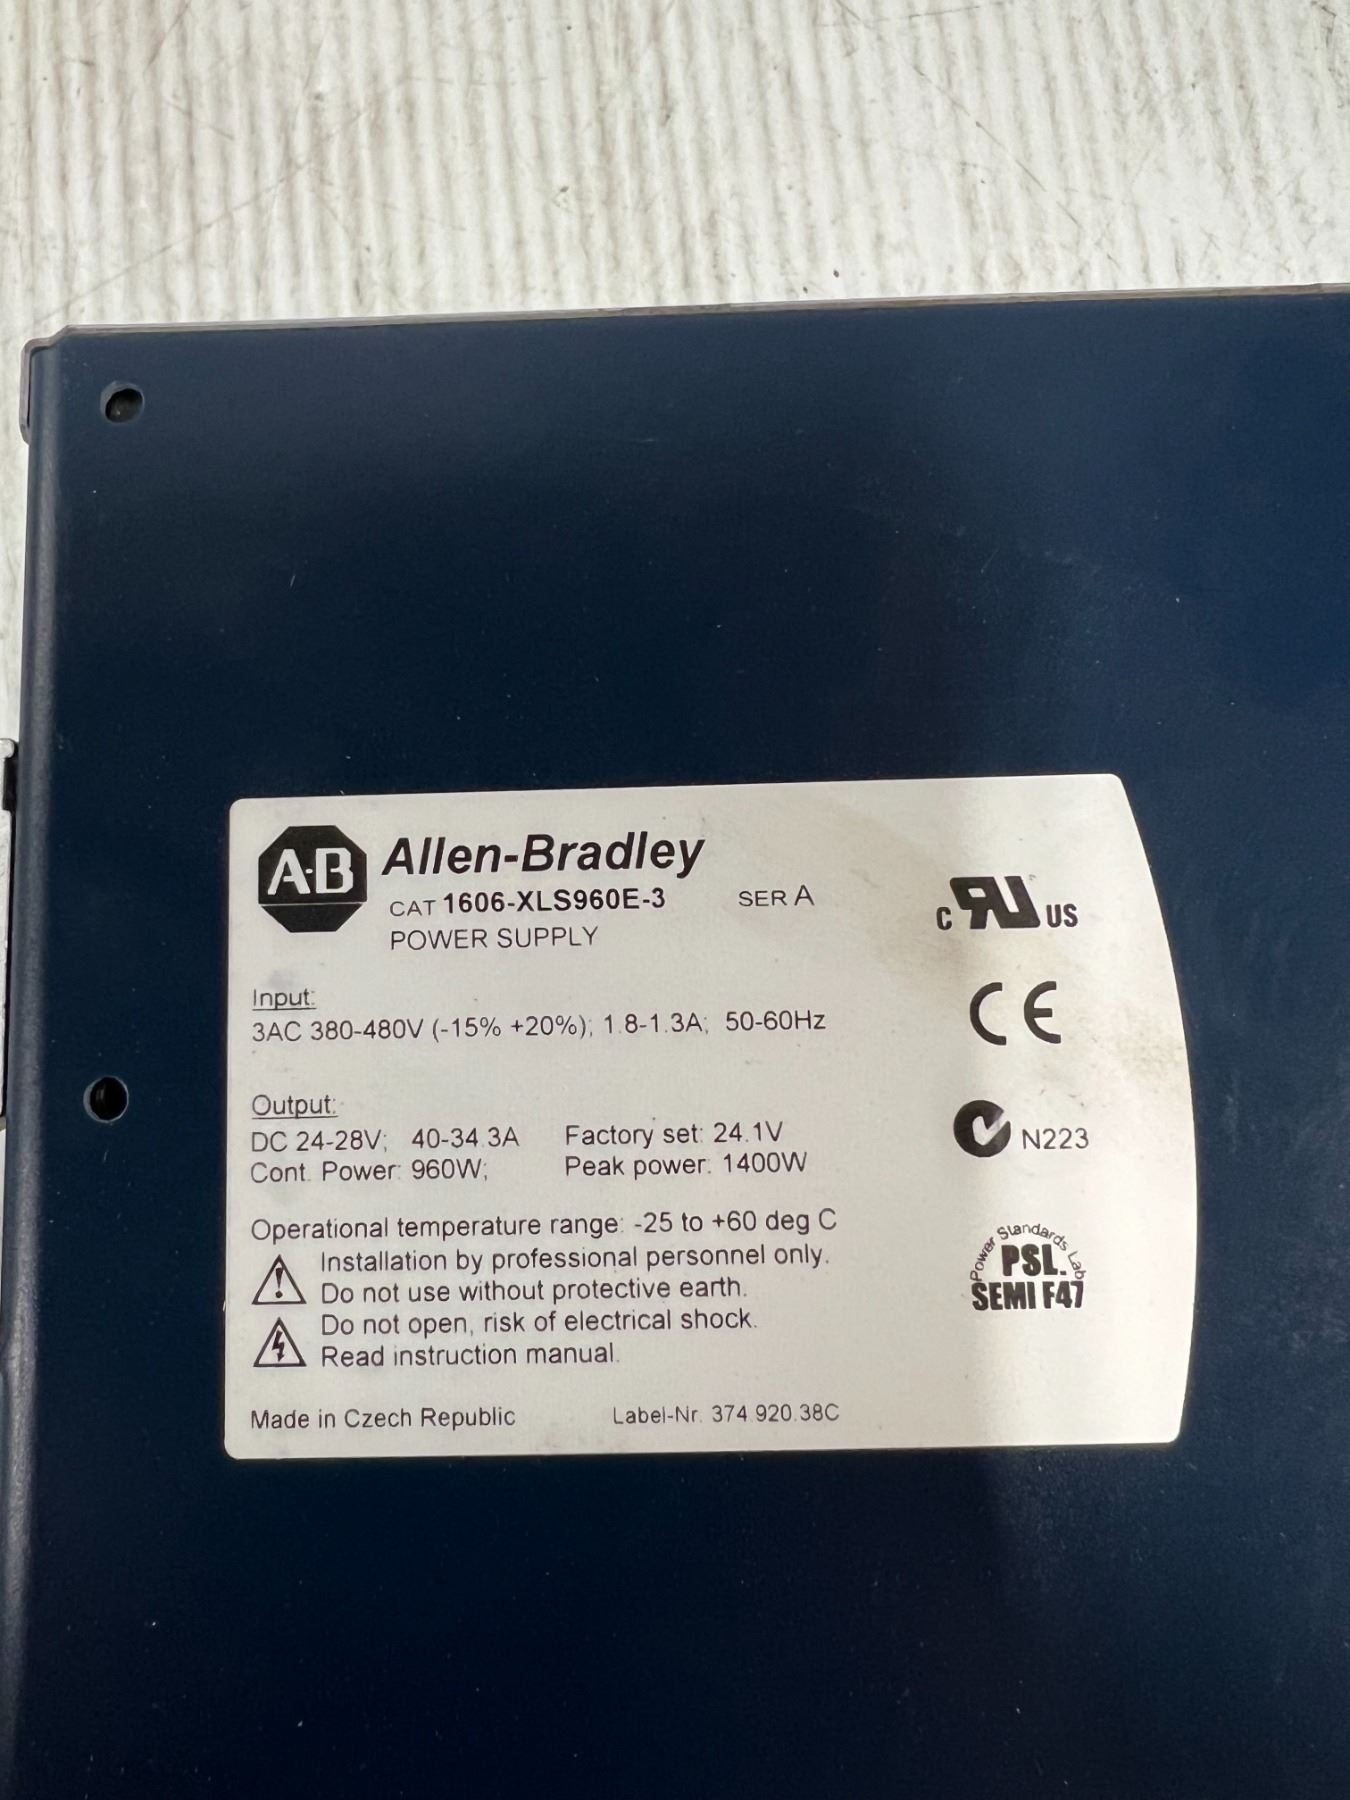 A·B Allen-Bradley
CAT 1606-XLS960E-3 SER A
POWER SUPPLY
Input:
3AC 380-480V (-15% +20%); 1.8-1.3A; 50-60Hz
Output:
DC 24-28V; 40-34.3A Factory set: 24.1V
Cont. Power: 960W; Peak power: 1400W
Operational temperature range: -25 to +60 deg C
Installation by professional personnel only.
Do not use without protective earth.
Do not open, risk of electrical shock.
Read instruction manual.
Made in Czech Republic Label-Nr. 374.920.38C
C RU US
CE
N223
Power Standards Lab
PSL.
SEMI F47